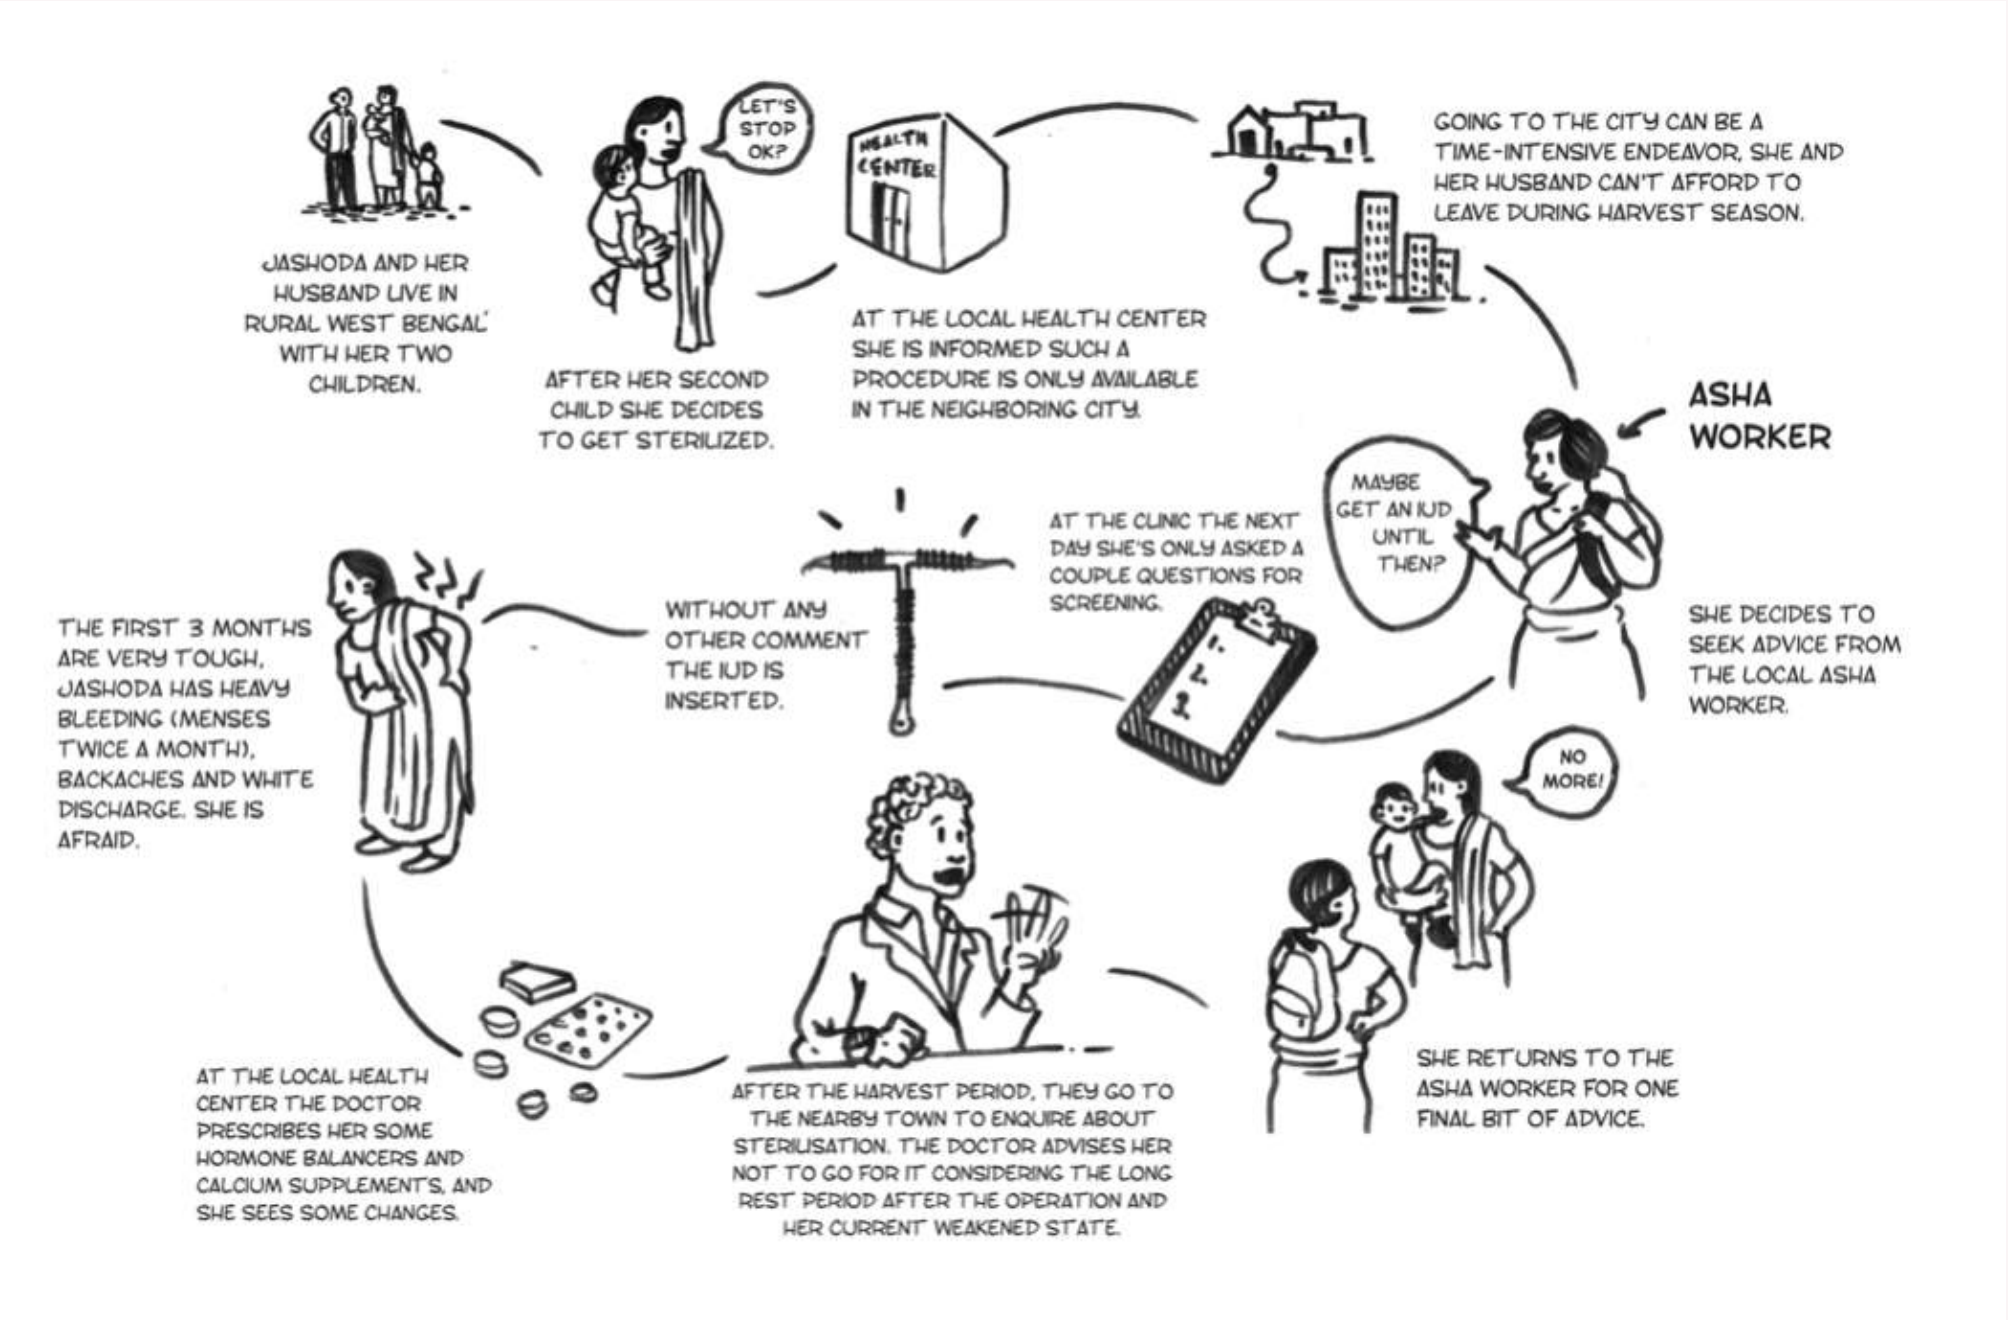 JASHODA AND HER
HUSBAND LIVE IN
RURAL WEST BENGAL
WITH HER TWO
CHILDREN.
LET'S
STOP
OK?
AFTER HER SECOND
CHILD SHE DECIDES
TO GET STERILIZED.
HEALTH
CENTER
AT THE LOCAL HEALTH CENTER
SHE IS INFORMED SUCH A
PROCEDURE IS ONLY AVAILABLE
IN THE NEIGHBORING CITY.
GOING TO THE CITY CAN BE A
TIME-INTENSIVE ENDEAVOR, SHE AND
HER HUSBAND CAN'T AFFORD TO
LEAVE DURING HARVEST SEASON.
ASHA
WORKER
MAYBE
GET AN IUD
UNTIL
THEN?
SHE DECIDES TO
SEEK ADVICE FROM
THE LOCAL ASHA
WORKER.
AT THE CLINIC THE NEXT
DAY SHE'S ONLY ASKED A
COUPLE QUESTIONS FOR
SCREENING.
1.
2.
3.
WITHOUT ANY
OTHER COMMENT
THE IUD IS
INSERTED.
THE FIRST 3 MONTHS
ARE VERY TOUGH,
JASHODA HAS HEAVY
BLEEDING (MENSES
TWICE A MONTH),
BACKACHES AND WHITE
DISCHARGE. SHE IS
AFRAID.
AT THE LOCAL HEALTH
CENTER THE DOCTOR
PRESCRIBES HER SOME
HORMONE BALANCERS AND
CALCIUM SUPPLEMENTS, AND
SHE SEES SOME CHANGES.
AFTER THE HARVEST PERIOD, THEY GO TO
THE NEARBY TOWN TO ENQUIRE ABOUT
STERILISATION. THE DOCTOR ADVISES HER
NOT TO GO FOR IT CONSIDERING THE LONG
REST PERIOD AFTER THE OPERATION AND
HER CURRENT WEAKENED STATE.
NO
MORE!
SHE RETURNS TO THE
ASHA WORKER FOR ONE
FINAL BIT OF ADVICE.